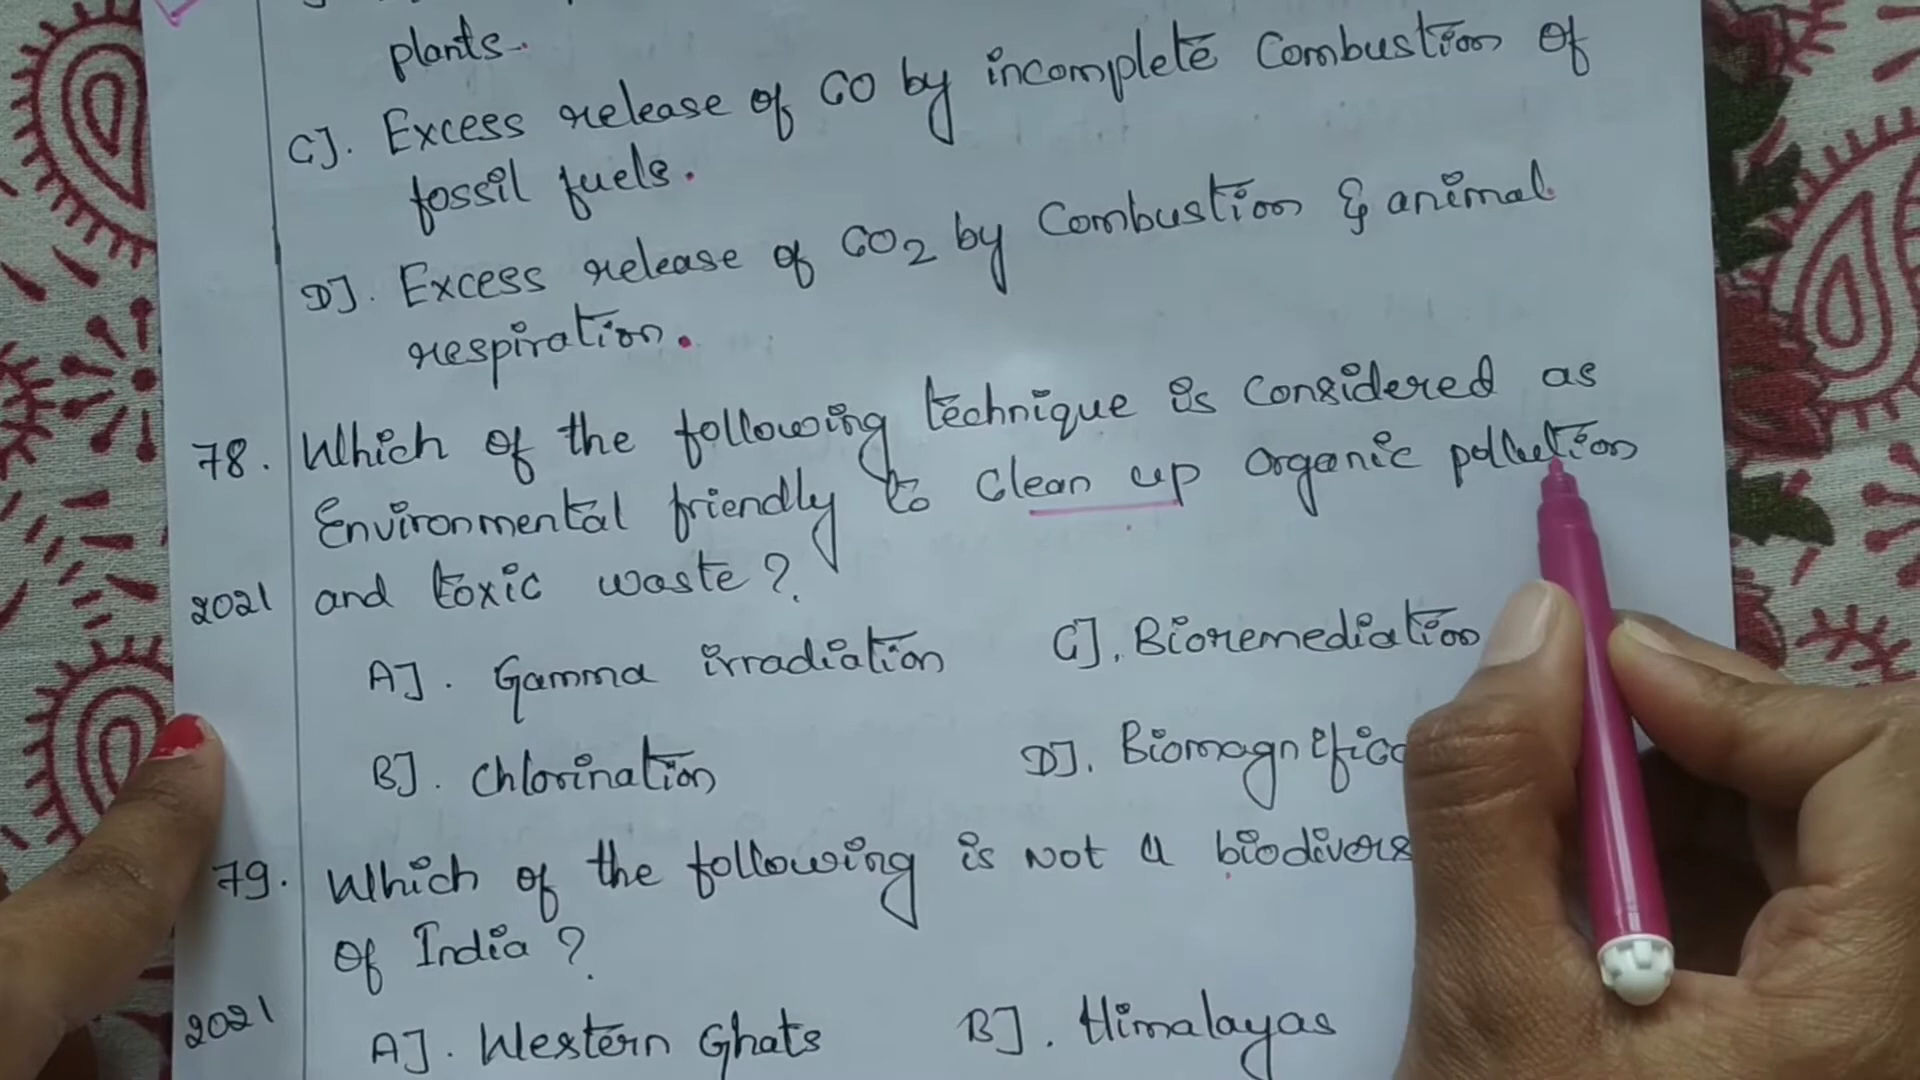 plants.
C]. Excess release of CO by incomplete Combustion of
fossil fuels.
D]. Excess release of CO2 by Combustion & animal
respiration.
78. Which of the following technique is considered as
Environmental friendly to clean up organic pollution
2021 and toxic waste?
A]. Gamma irradiation C]. Bioremediation
B]. Chlorination D]. Biomagnifica
79. Which of the following is not a biodivers
of India?
2021
A]. Western Ghats B]. Himalayas